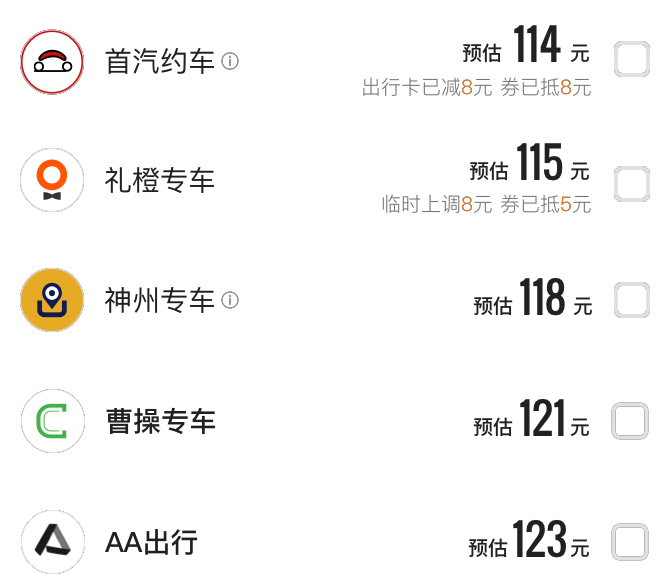 首汽约车 预估 114 元
出行卡已减8元 券已抵8元
礼橙专车 预估 115 元
临时上调8元 券已抵5元
神州专车 预估 118 元
曹操专车 预估 121 元
AA出行 预估 123 元